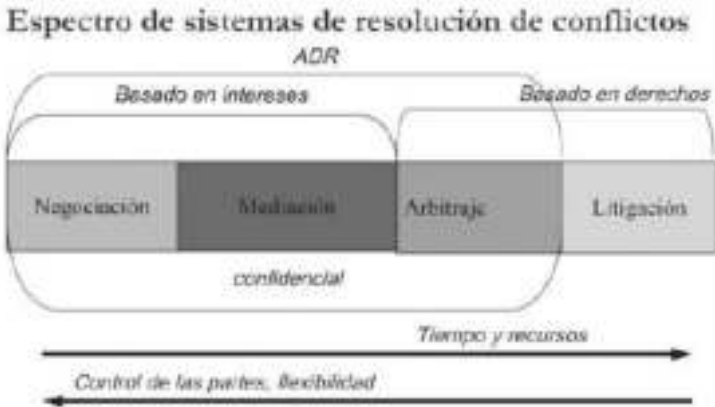 Espectro de sistemas de resolución de conflictos
ADR
Basado en intereses
Basado en derechos
Negociación
Mediación
Arbitraje
Litigación
confidencial
Tiempo y recursos
Control de las partes, flexibilidad